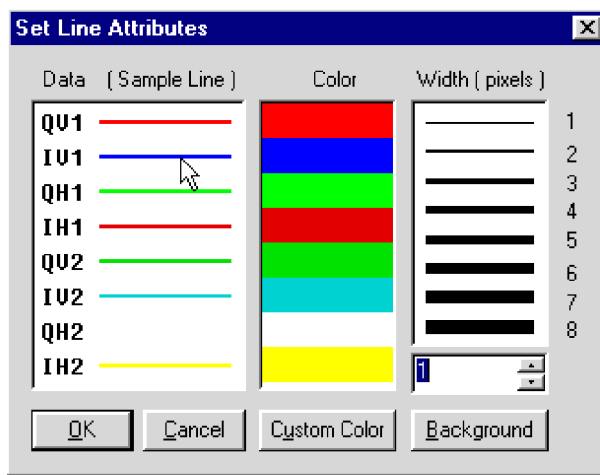 Set Line Attributes
Data ( Sample Line ) Color Width ( pixels )
QV1
IV1
QH1
IH1
QV2
IV2
QH2
IH2
1
2
3
4
5
6
7
8
1
OK Cancel Custom Color Background